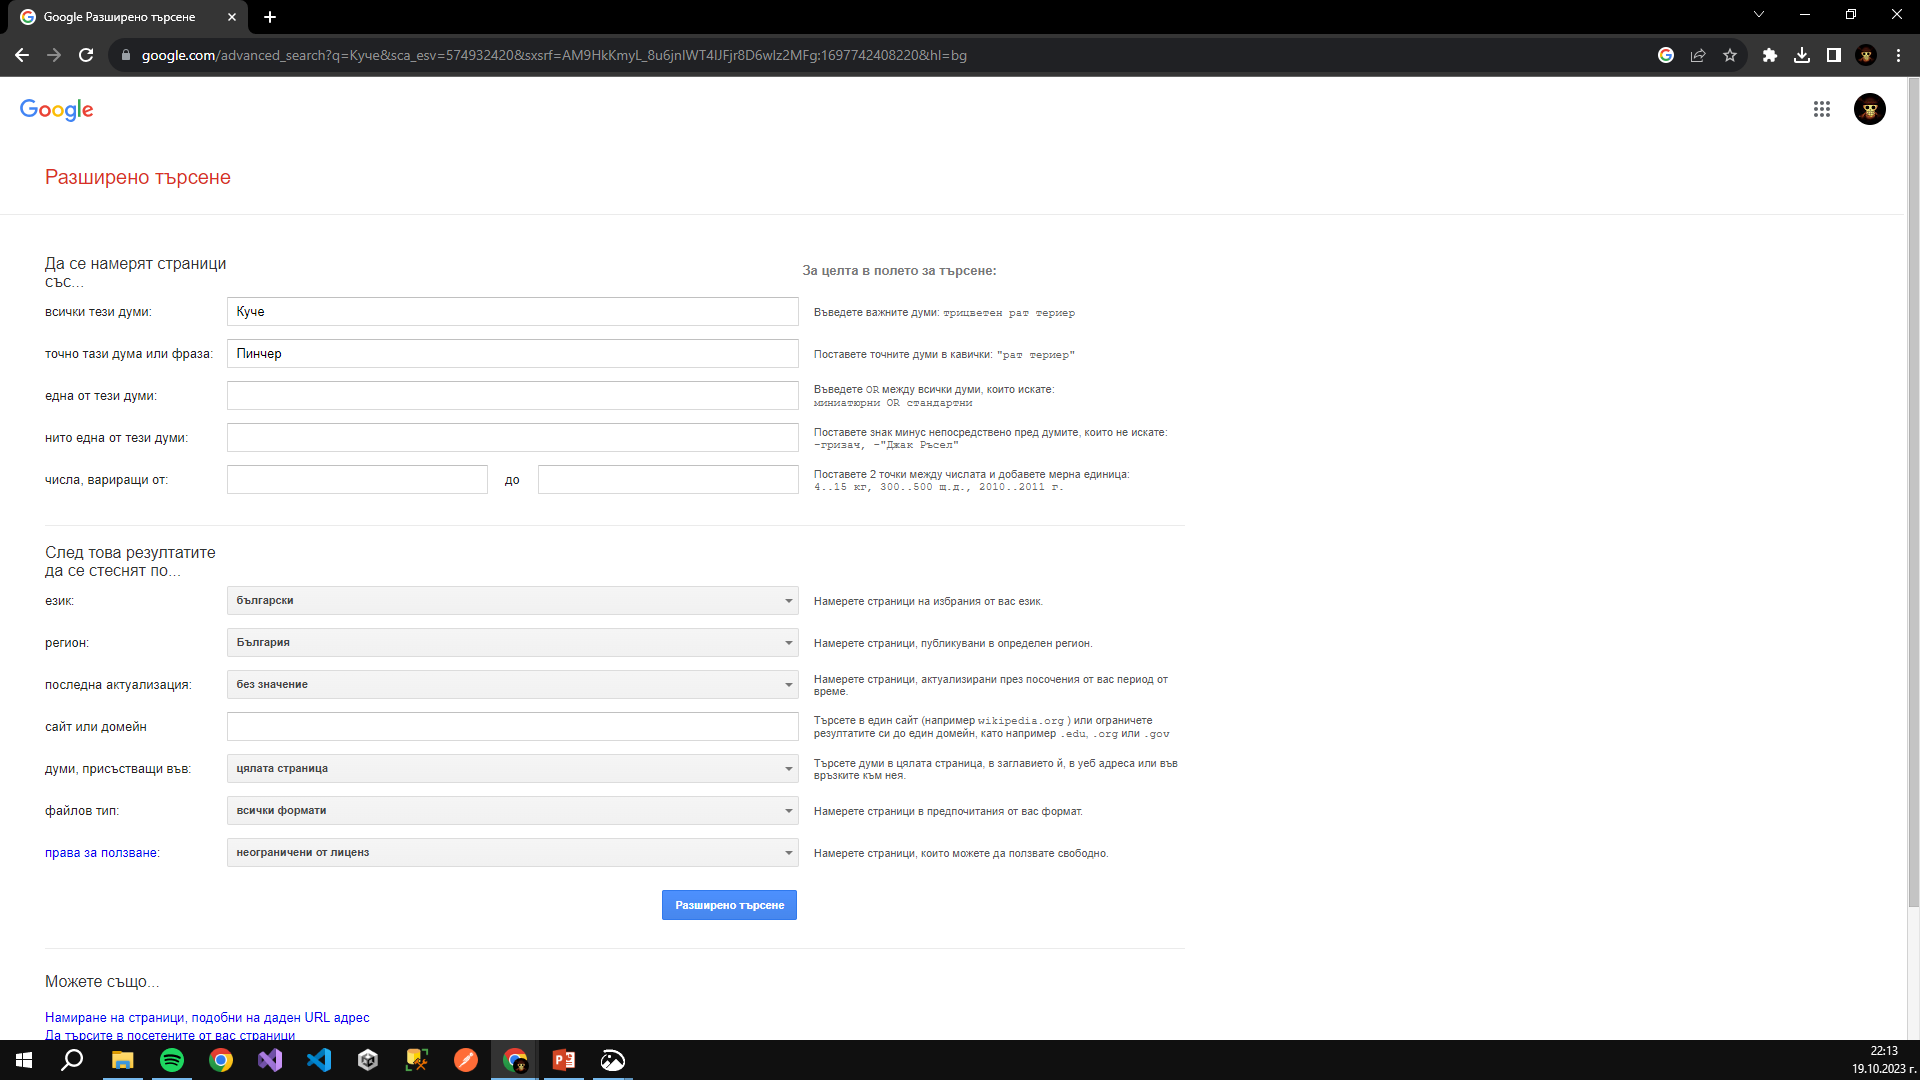 Google Разширено търсене
google.com/advanced_search?q=Куче&sca_esv=574932420&sxsrf=AM9HkKmyL_8u6jnIWT4lJFjr8D6wlz2MFg:1697742408220&hl=bg
Google
Разширено търсене
Да се намерят страници
със...
За целта в полето за търсене:
всички тези думи:
Куче
Въведете важните думи: трицветен рат териер
точно тази дума или фраза:
Пинчер
Поставете точните думи в кавички: "рат териер"
една от тези думи:
Въведете OR между всички думи, които искате:
миниатюрни OR стандартни
нито една от тези думи:
Поставете знак минус непосредствено пред думите, които не искате:
-гризач, -"Джак Ръсел"
числа, вариращи от:
до
Поставете 2 точки между числата и добавете мерна единица:
4..15 кг, 300..500 щ.д., 2010..2011 г.
След това резултатите
да се стеснят по...
език:
български
Намерете страници на избрания от вас език.
регион:
България
Намерете страници, публикувани в определен регион.
последна актуализация:
без значение
Намерете страници, актуализирани през посочения от вас период от
време.
сайт или домейн
Търсете в един сайт (например wikipedia.org ) или ограничете
резултатите си до един домейн, като например .edu, .org или .gov
думи, присъстващи във:
цялата страница
Търсете думи в цялата страница, в заглавието й, в уеб адреса или във
връзките към нея.
файлов тип:
всички формати
Намерете страници в предпочитания от вас формат.
права за ползване:
неограничени от лиценз
Намерете страници, които можете да ползвате свободно.
Разширено търсене
Можете също...
Намиране на страници, подобни на даден URL адрес
Да търсите в посетените от вас страници
22:13
19.10.2023 г.